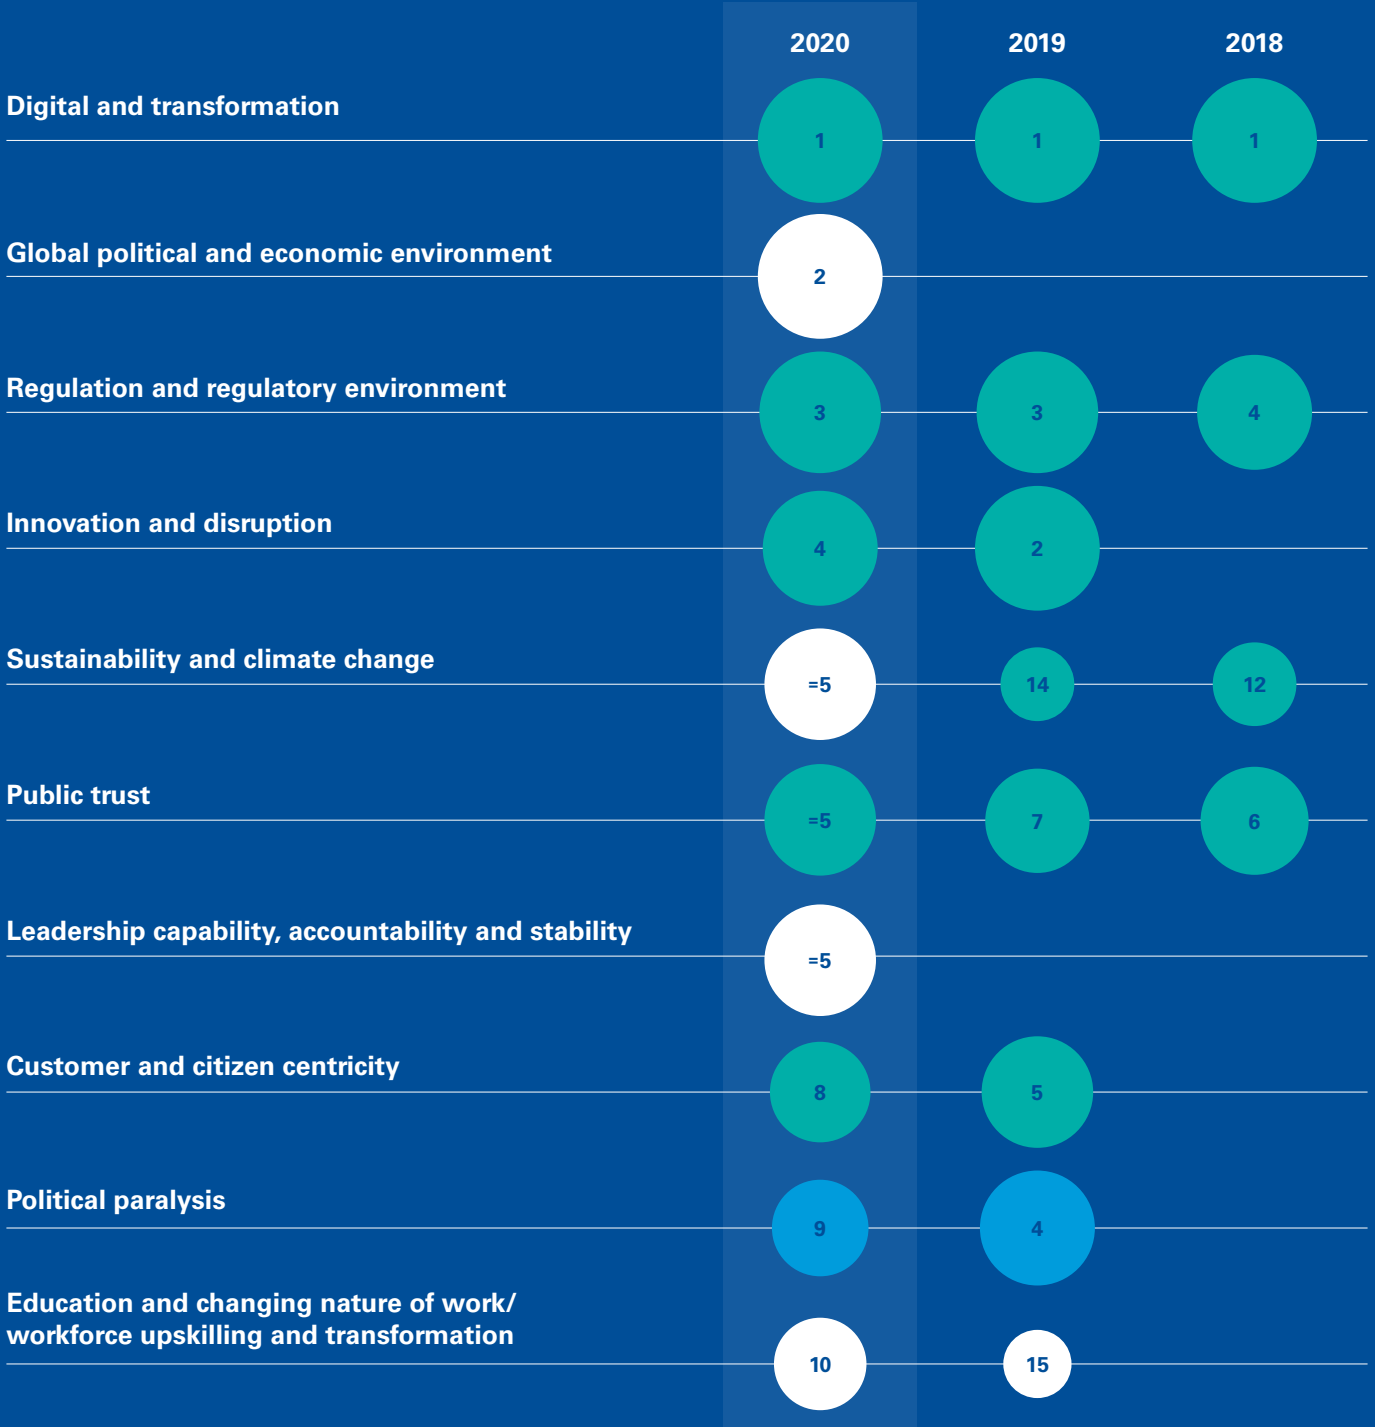 2020 2019 2018
Digital and transformation
1 1 1
Global political and economic environment
2
Regulation and regulatory environment
3 3 4
Innovation and disruption
4 2
Sustainability and climate change
=5 14 12
Public trust
=5 7 6
Leadership capability, accountability and stability
=5
Customer and citizen centricity
8 5
Political paralysis
9 4
Education and changing nature of work/
workforce upskilling and transformation
10 15